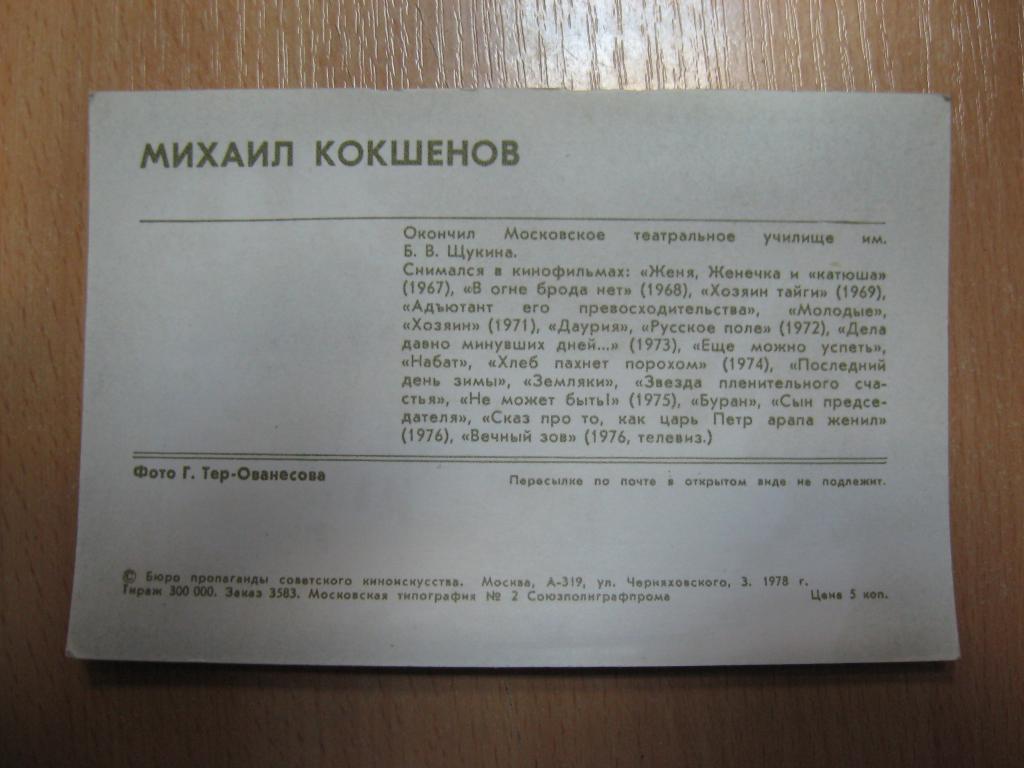 МИХАИЛ КОКШЕНОВ
Окончил Московское театральное училище им.
Б. В. Щукина.
Снимался в кинофильмах: «Женя, Женечка и «катюша»
(1967), «В огне брода нет» (1968), «Хозяин тайги» (1969),
«Адъютант его превосходительства», «Молодые»,
«Хозяин» (1971), «Даурия», «Русское поле» (1972), «Дела
давно минувших дней...» (1973), «Еще можно успеть»,
«Набат», «Хлеб пахнет порохом» (1974), «Последний
день зимы», «Земляки», «Звезда пленительного сча-
стья», «Не может быть!» (1975), «Буран», «Сын предсе-
дателя», «Сказ про то, как царь Петр арапа женил»
(1976), «Вечный зов» (1976, телевиз.)
Фото Г. Тер-Ованесова
Пересылке по почте в открытом виде не подлежит.
© Бюро пропаганды советского киноискусства. Москва, А-319, ул. Черняховского, 3. 1978 г.
Тираж 300 000. Заказ 3583. Московская типография № 2 Союзполиграфпрома Цена 5 коп.